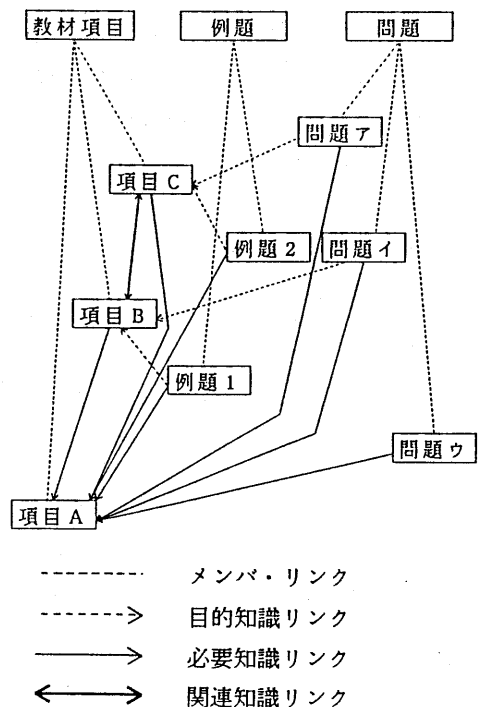 教材項目 例題 問題
問題ア
項目C
例題2 問題イ
項目B
例題1
問題ウ
項目A
メンバ・リンク
目的知識リンク
必要知識リンク
関連知識リンク